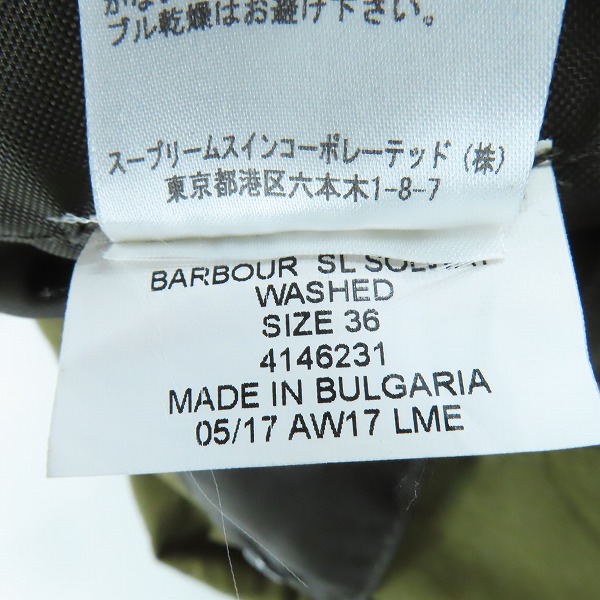 ブル乾燥はお避け下さい。
スープリームスインコーポレーテッド(株)
東京都港区六本木1-8-7
BARBOUR SL
WASHED
SIZE 36
4146231
MADE IN BULGARIA
05/17 AW17 LME